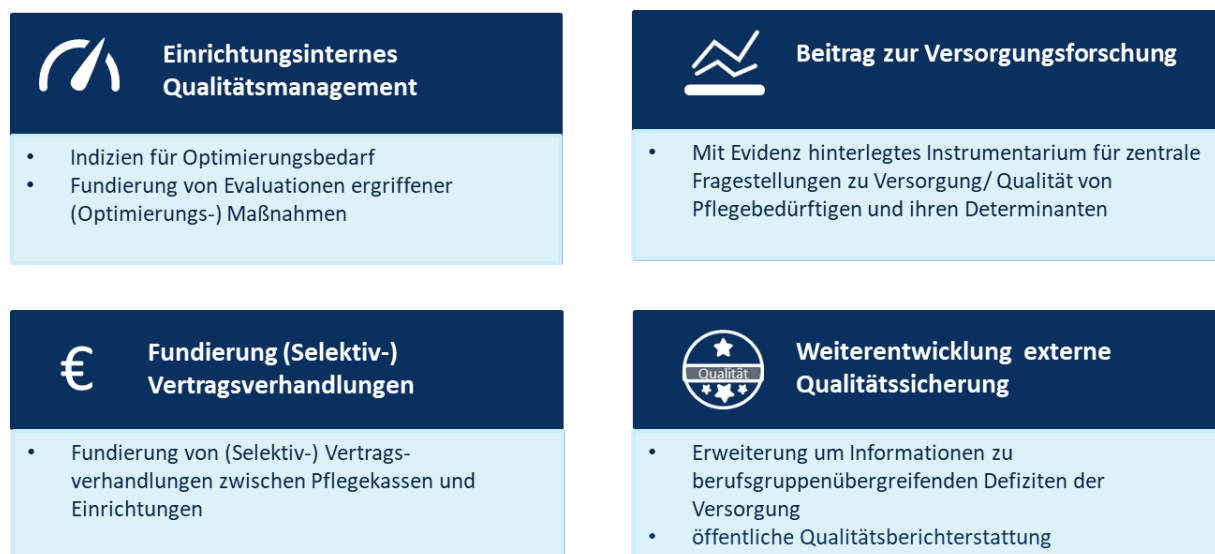 Einrichtungsinternes
Qualitätsmanagement
• Indizien für Optimierungsbedarf
• Fundierung von Evaluationen ergriffener
(Optimierungs-) Maßnahmen
Beitrag zur Versorgungsforschung
• Mit Evidenz hinterlegtes Instrumentarium für zentrale
Fragestellungen zu Versorgung/ Qualität von
Pflegebedürftigen und ihren Determinanten
€
Fundierung (Selektiv-)
Vertragsverhandlungen
• Fundierung von (Selektiv-) Vertrags-
verhandlungen zwischen Pflegekassen und
Einrichtungen
Qualität
Weiterentwicklung externe
Qualitätssicherung
• Erweiterung um Informationen zu
berufsgruppenübergreifenden Defiziten der
Versorgung
• öffentliche Qualitätsberichterstattung